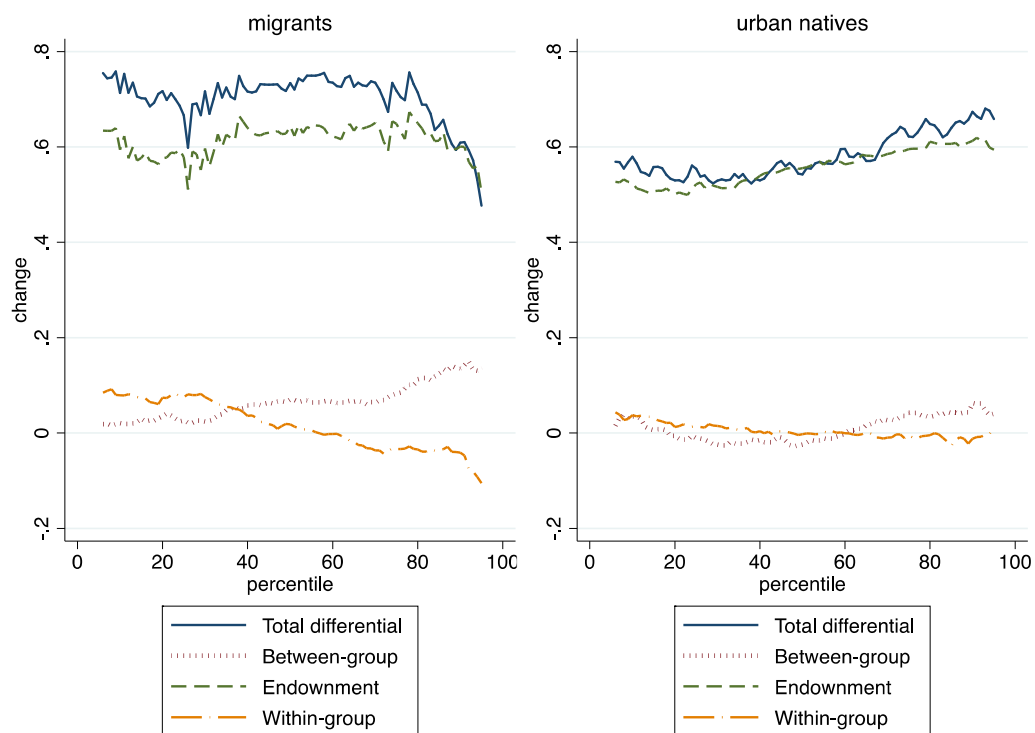 migrants
.8
.6
.4
.2
0
-.2
change
0
20
40
60
80
100
percentile
Total differential
Between-group
Endownment
Within-group
urban natives
.8
.6
.4
.2
0
-.2
change
0
20
40
60
80
100
percentile
Total differential
Between-group
Endownment
Within-group